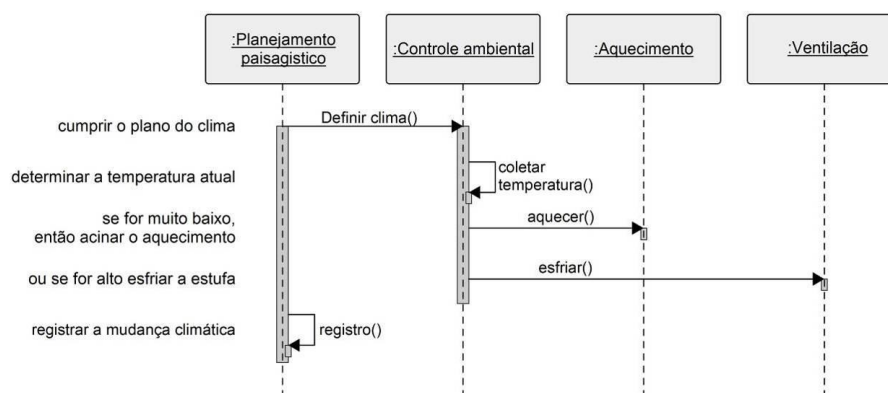 :Planejamento
paisagistico
:Controle ambiental
:Aquecimento
:Ventilação
cumprir o plano do clima
Definir clima()
determinar a temperatura atual
coletar
temperatura()
se for muito baixo,
então acinar o aquecimento
aquecer()
ou se for alto esfriar a estufa
esfriar()
registrar a mudança climática
registro()